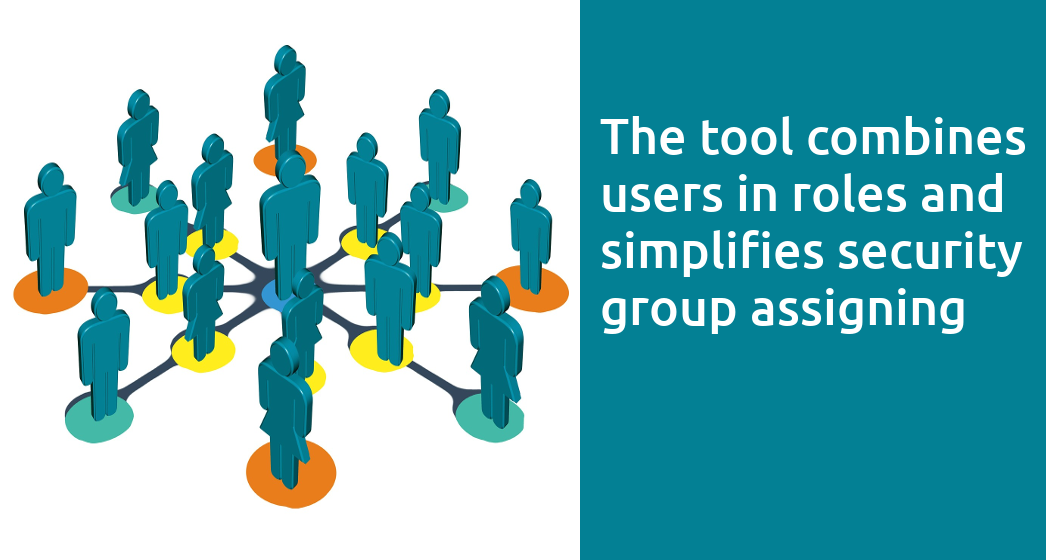 The tool combines
users in roles and
simplifies security
group assigning